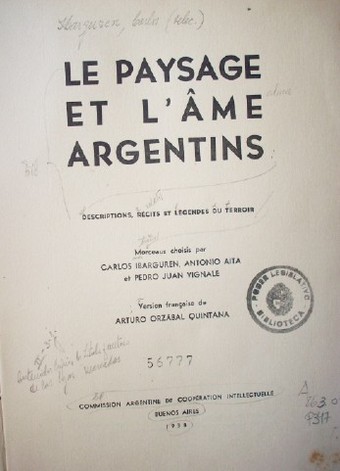 Ibarguren, Carlos (selec.)
LE PAYSAGE
ET L'ÂME
ARGENTINS
DESCRIPTIONS, RÉCITS ET LÉGENDES DU TERROIR
Morceaux choisis par
CARLOS IBARGUREN, ANTONIO AITA
et PEDRO JUAN VIGNALE
Version française de
ARTURO ORZÁBAL QUINTANA
PODER LEGISLATIVO
BIBLIOTECA
56777
COMMISSION ARGENTINE DE COOPÉRATION INTELLECTUELLE
BUENOS AIRES